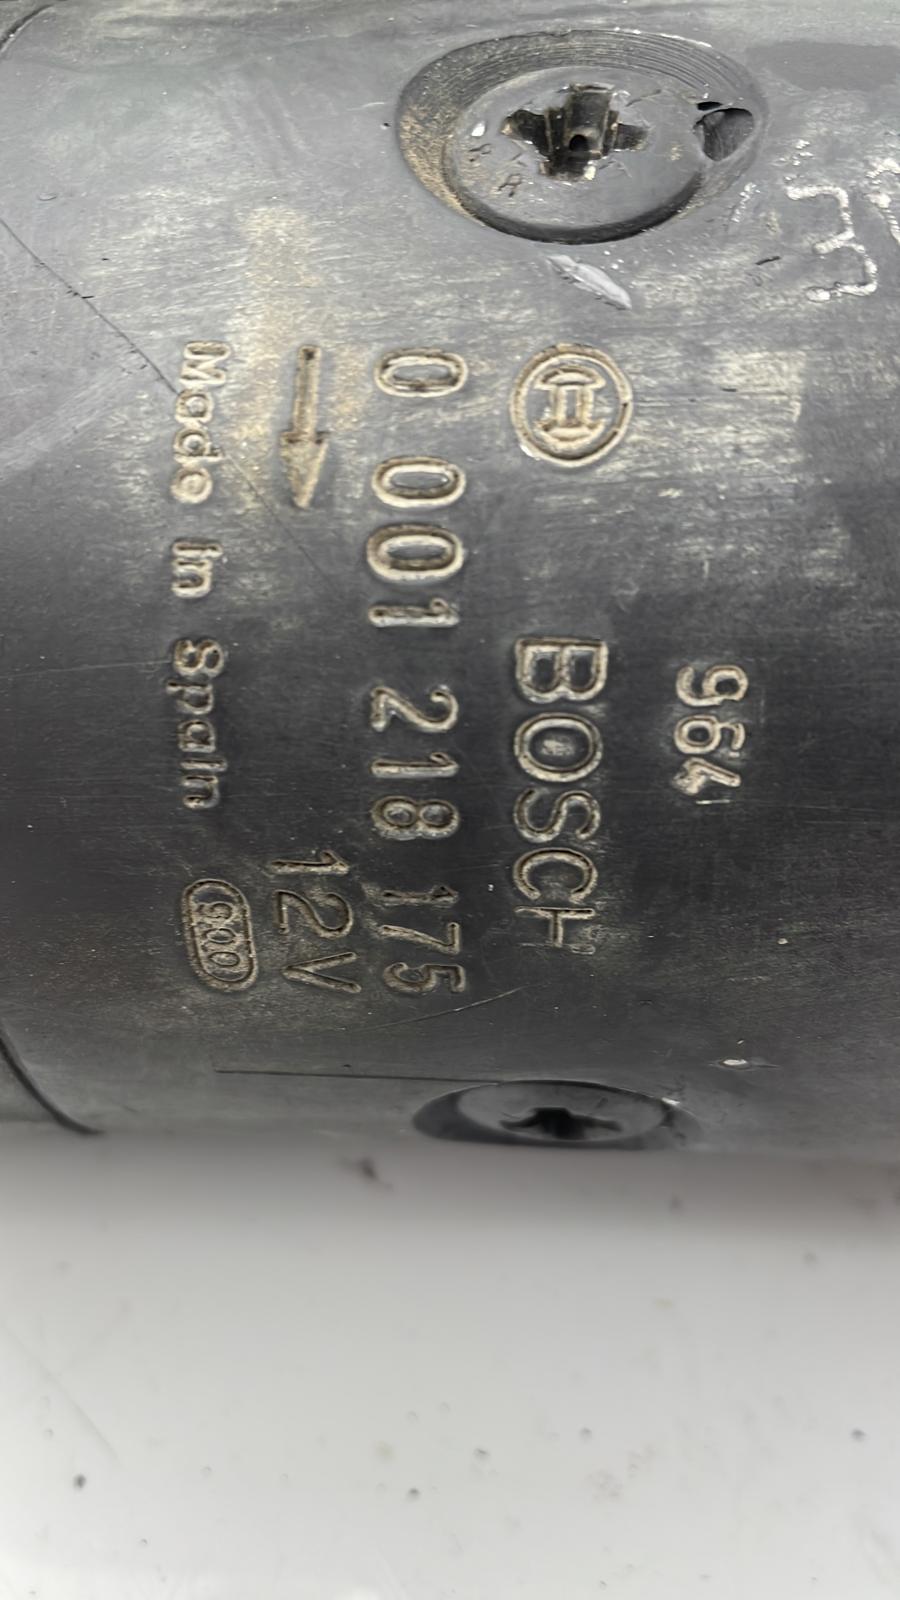 964
BOSCH
0 001 218 175
12V
Made in Spain